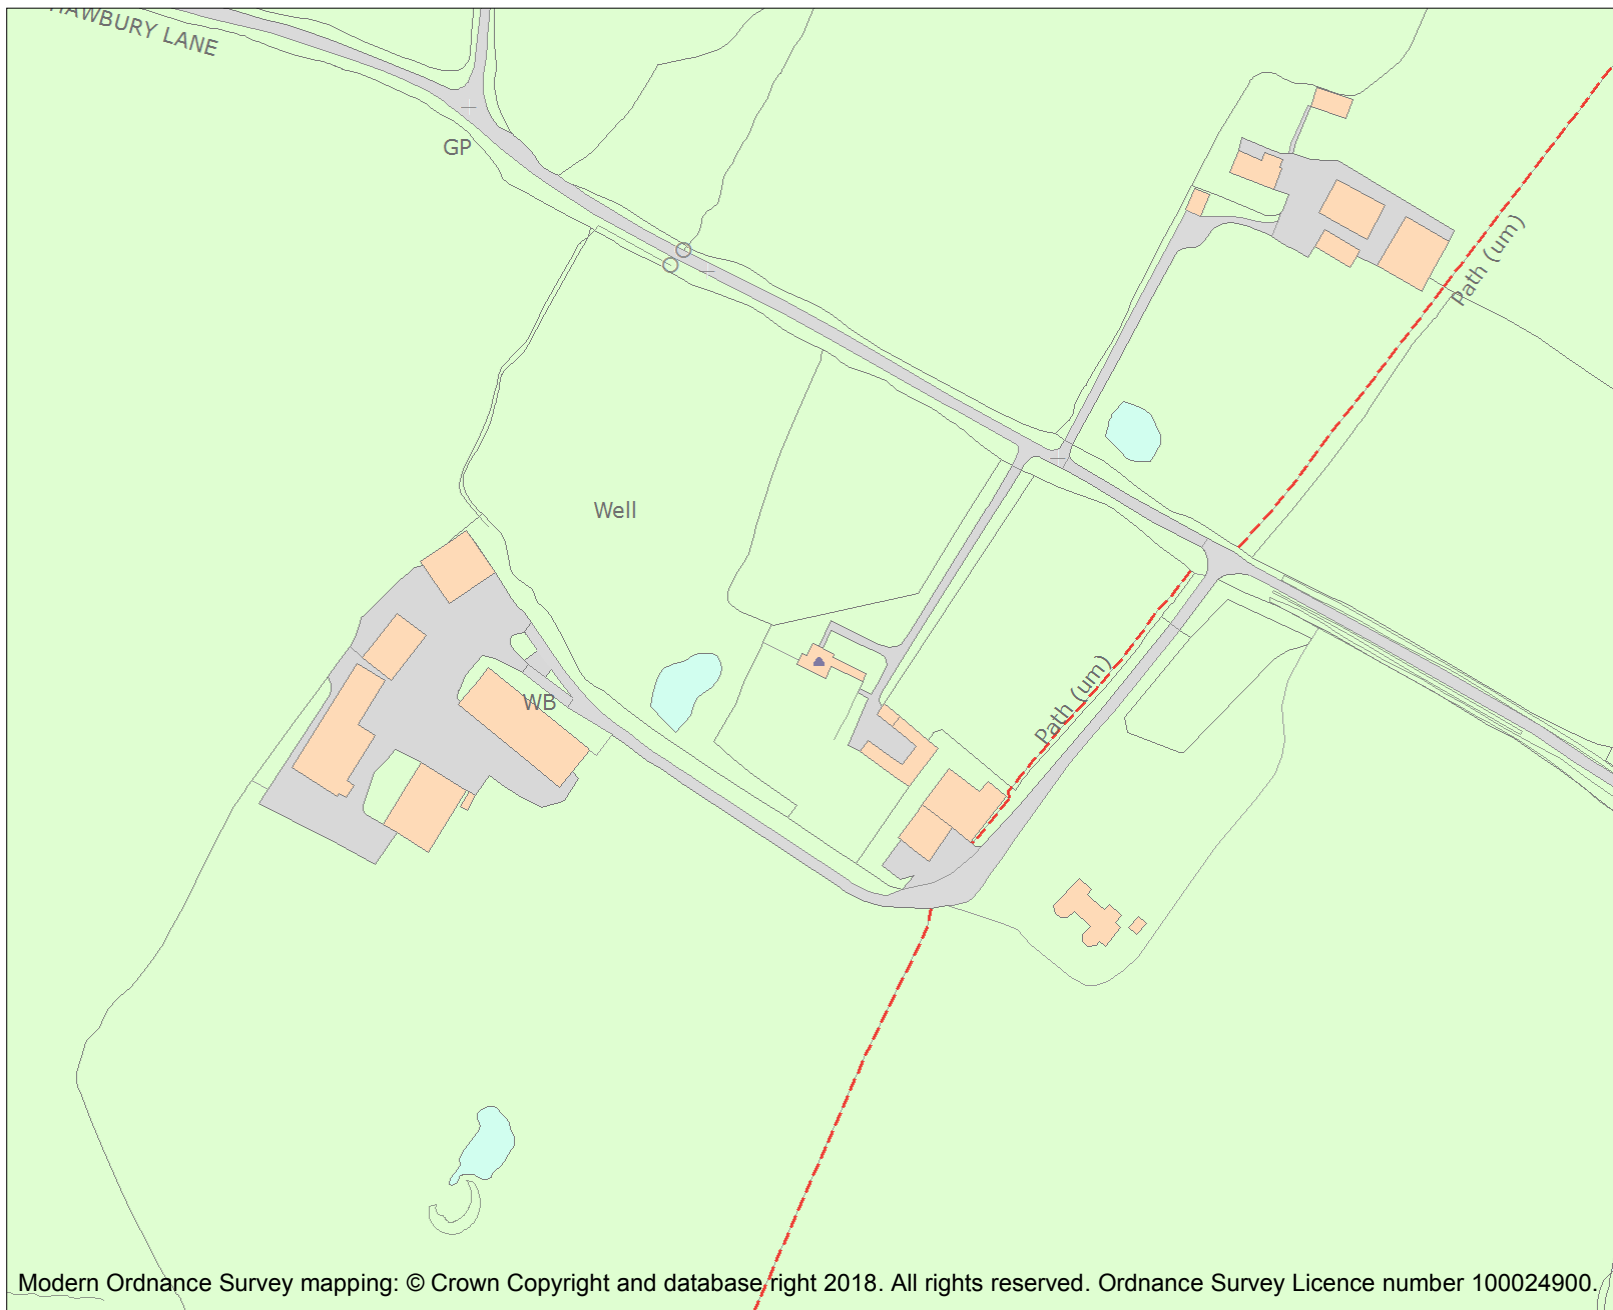 LANE
GP
Path (um)
Well
WB
Path (um)
Modern Ordnance Survey mapping: © Crown Copyright and database right 2018. All rights reserved. Ordnance Survey Licence number 100024900.